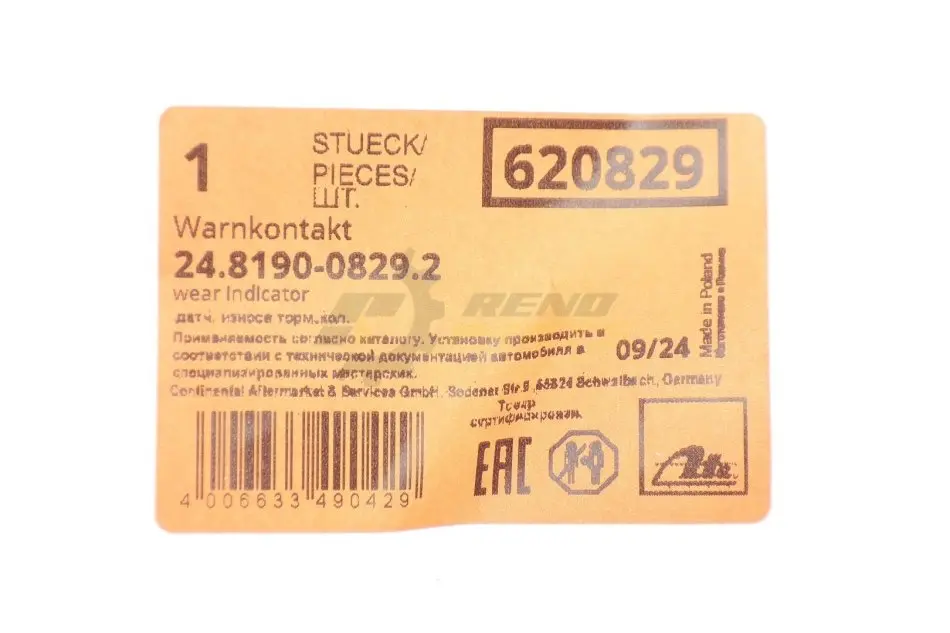 1
STUECK/
PIECES/
ШТ.
620829
Warnkontakt
24.8190-0829.2
wear indicator
RENO
датч. износа торм.кол.
Made in Poland
Изготовлено в Польше
Применяемость согласно каталогу. Установку производить в
соответствии с технической документацией автомобиля в
специализированных мастерских.
09/24
Continental Aftermarket & Services GmbH, Sodener Str.9, 65824 Schwalbach, Germany
Товар
сертифицирован
4 006633 490429
EAC
Ate